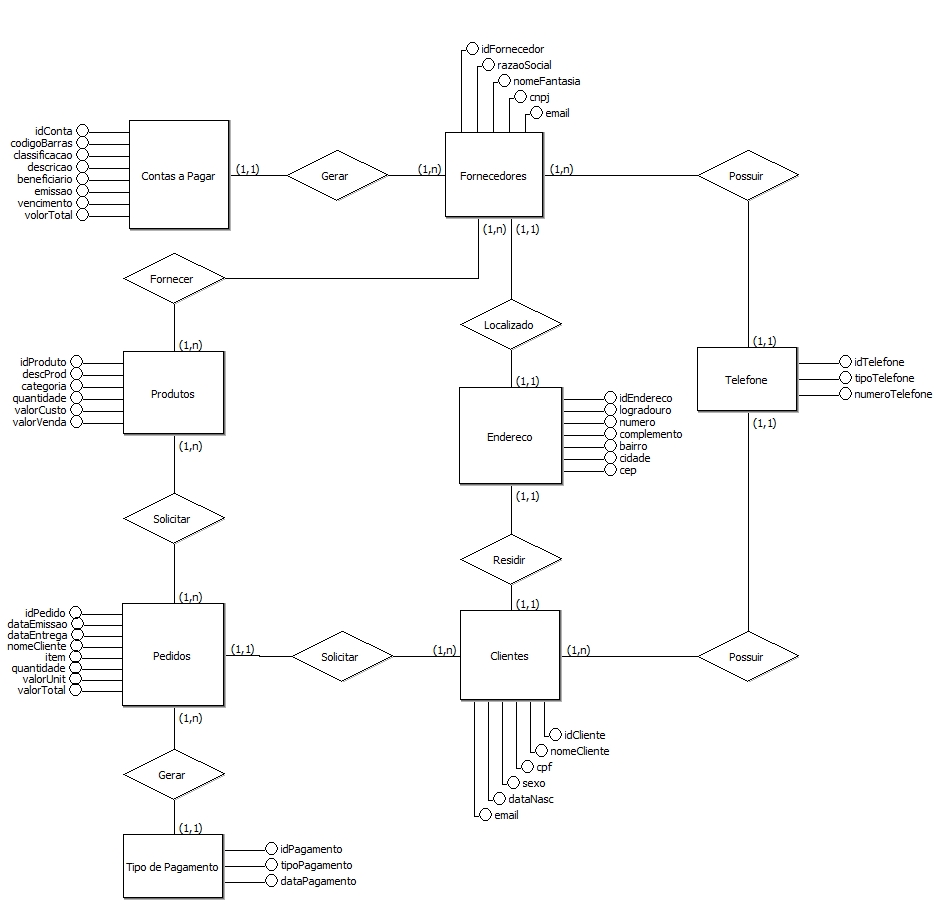 idFornecedor
razaoSocial
nomeFantasia
cnpj
email
idConta
codigoBarras
classificacao
descricao
beneficiario
emissao
vencimento
volorTotal
Contas a Pagar
(1,1)
Gerar
(1,n)
Fornecedores
(1,n)
Possuir
(1,n)
(1,1)
Fornecer
Localizado
(1,n)
(1,1)
(1,1)
idProduto
descProd
categoria
quantidade
valorCusto
valorVenda
Produtos
Telefone
idTelefone
tipoTelefone
numeroTelefone
Endereco
idEndereco
logradouro
numero
complemento
bairro
cidade
cep
(1,n)
(1,1)
(1,1)
Solicitar
Residir
(1,n)
(1,1)
idPedido
dataEmissao
dataEntrega
nomeCliente
item
quantidade
valorUnit
valorTotal
Pedidos
(1,1)
Solicitar
(1,n)
Clientes
(1,n)
Possuir
(1,n)
idCliente
nomeCliente
cpf
sexo
dataNasc
email
Gerar
(1,1)
Tipo de Pagamento
idPagamento
tipoPagamento
dataPagamento